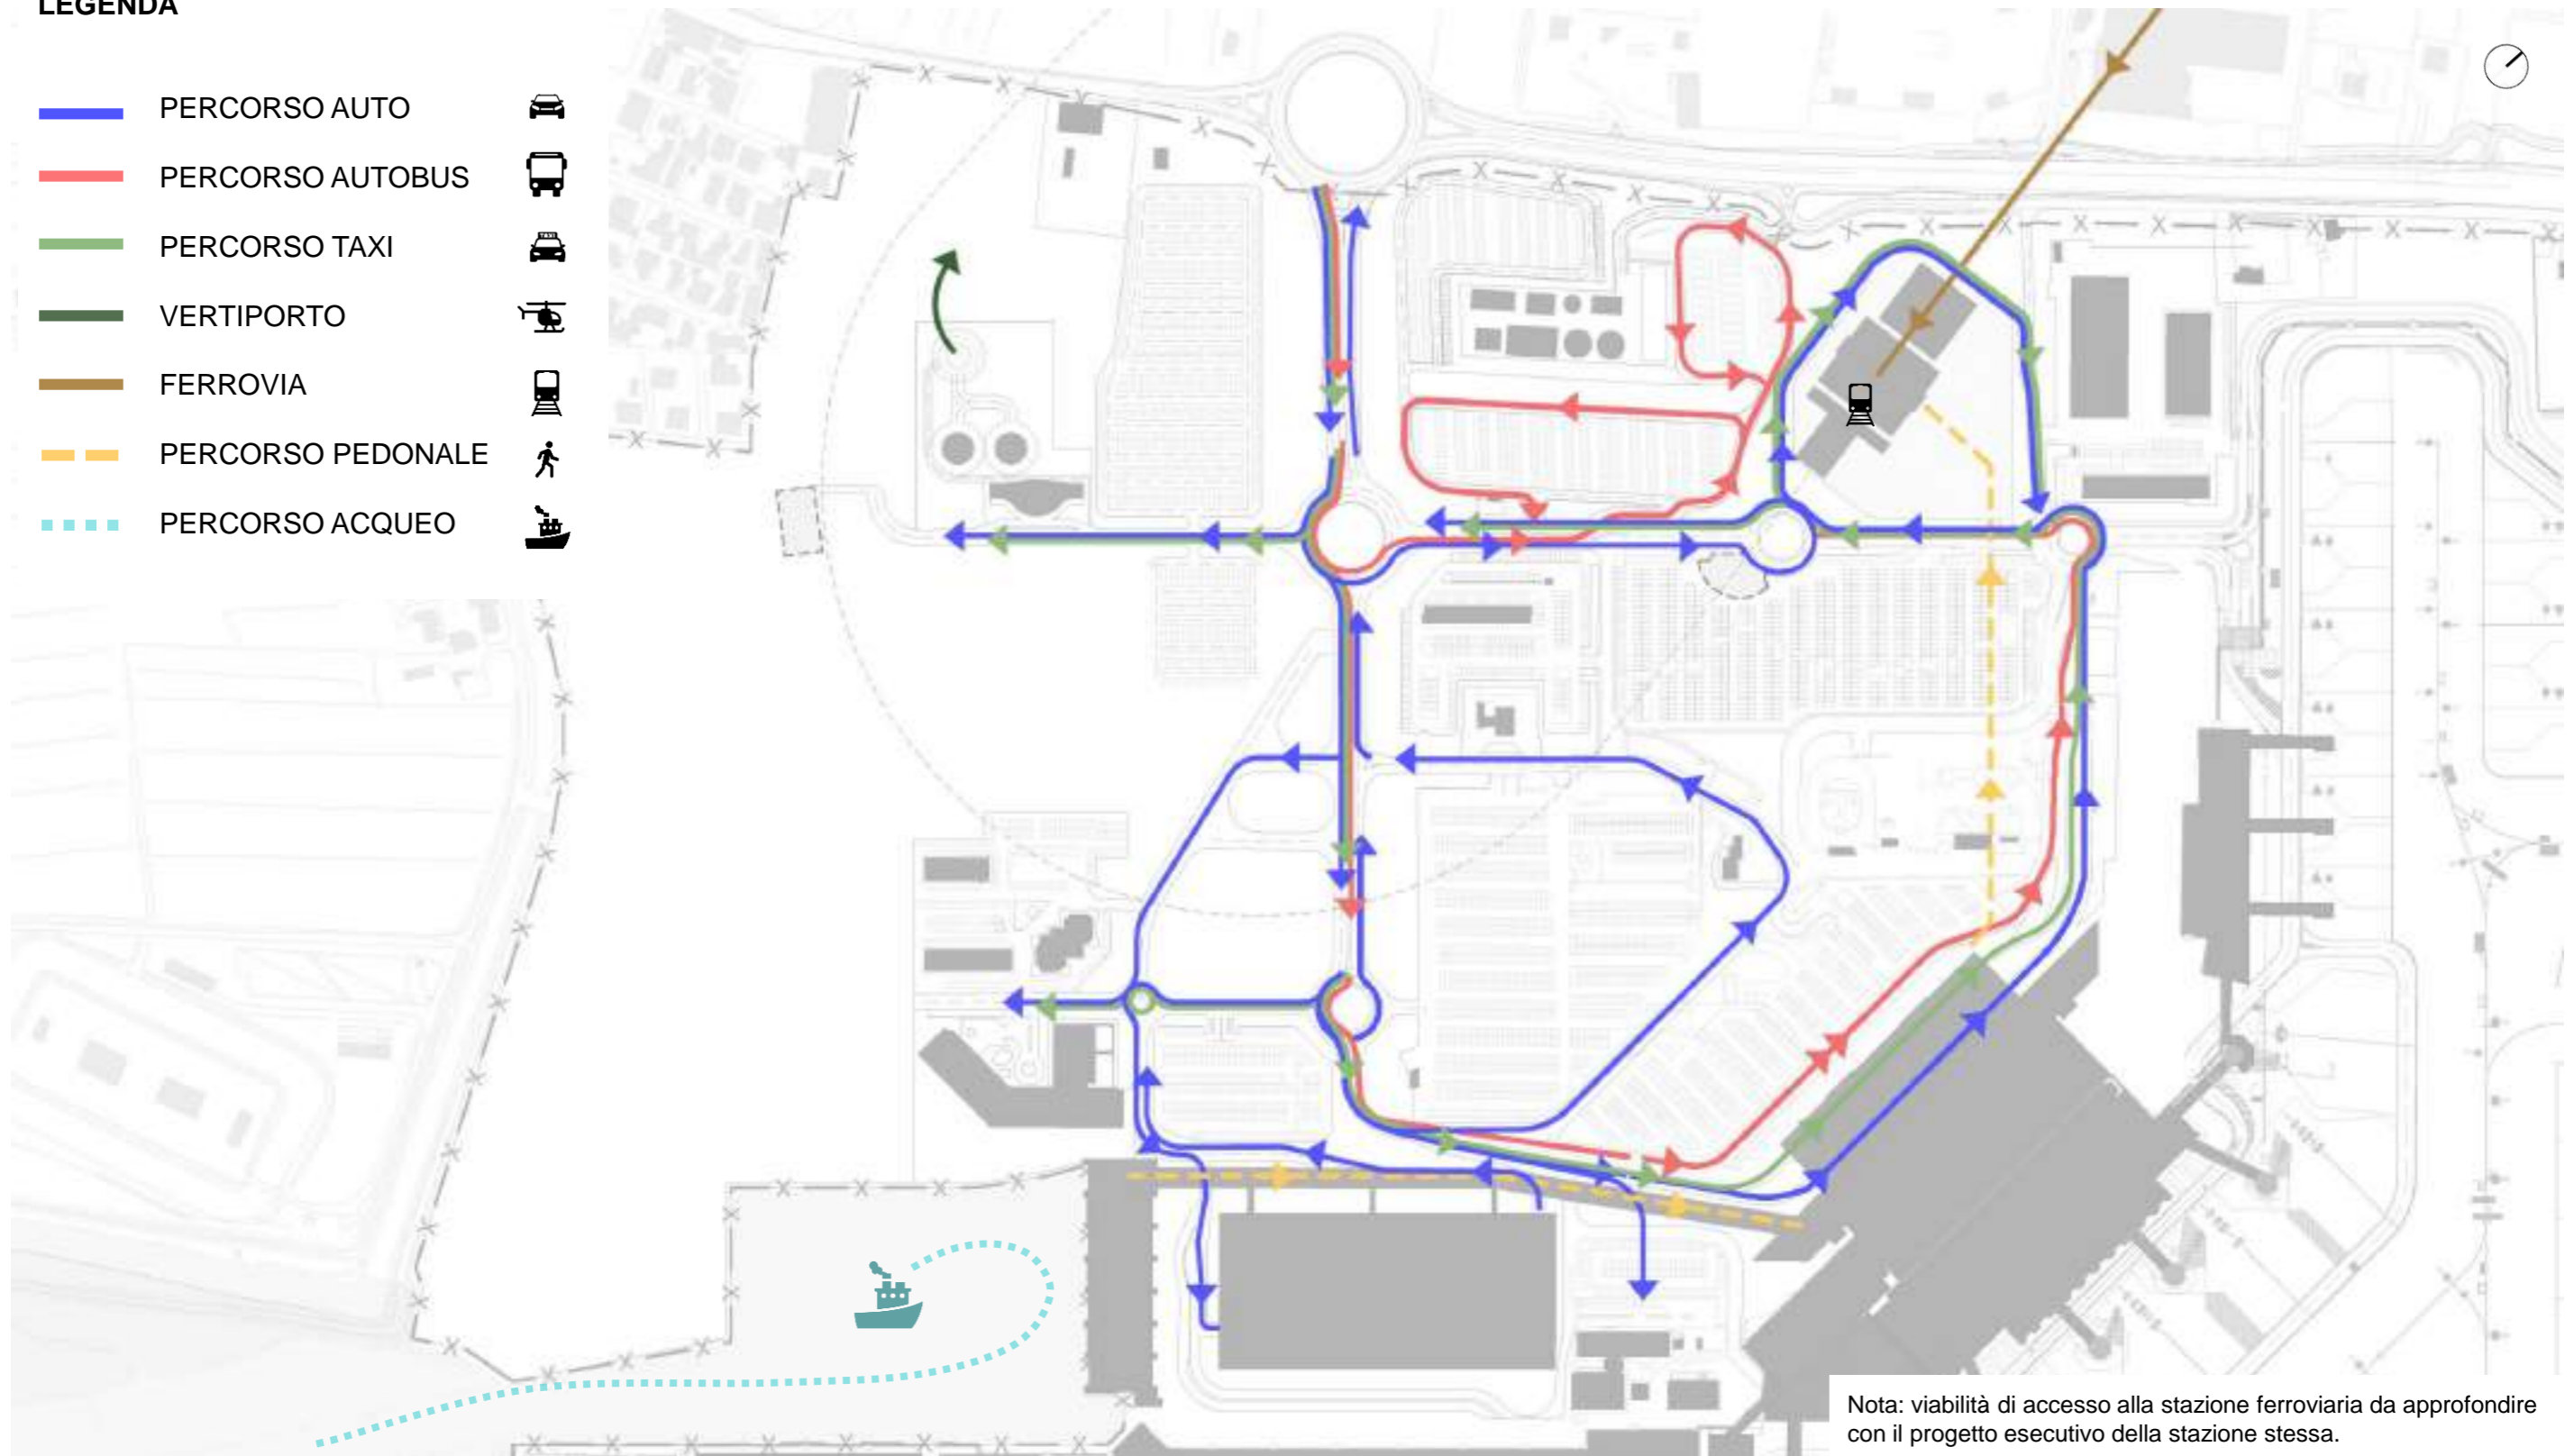 LEGENDA
PERCORSO AUTO
PERCORSO AUTOBUS
PERCORSO TAXI
VERTIPORTO
FERROVIA
PERCORSO PEDONALE
PERCORSO ACQUEO
Nota: viabilità di accesso alla stazione ferroviaria da approfondire
con il progetto esecutivo della stazione stessa.